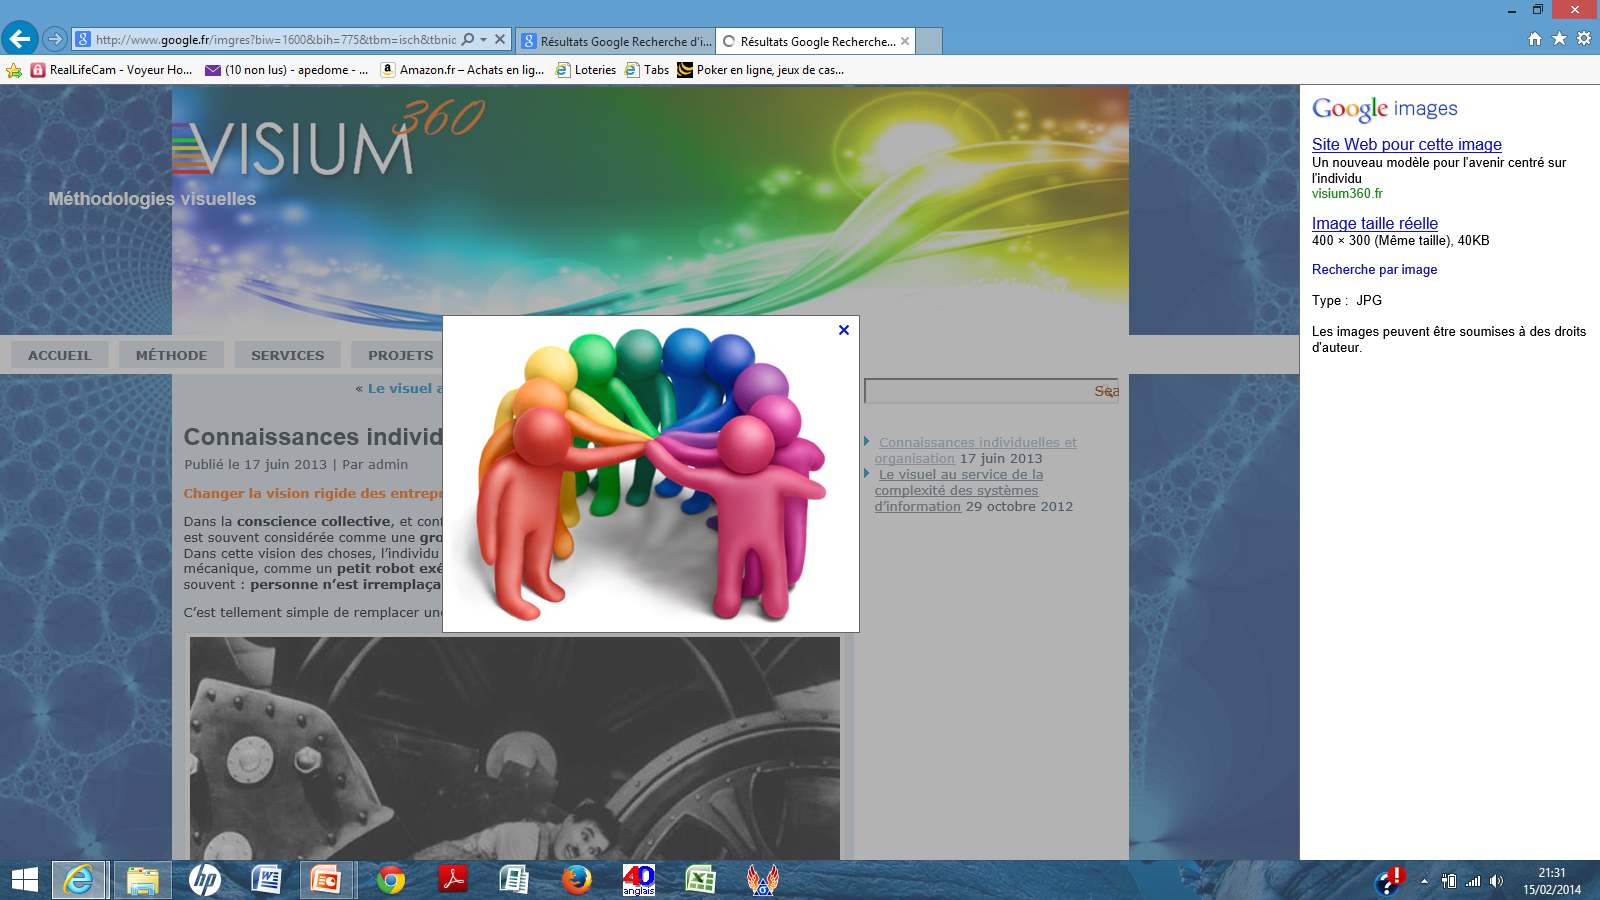 http://www.google.fr/imgres?biw=1600&bih=775&tbm=isch&tbnic
Résultats Google Recherche d'i...
Résultats Google Recherche...
RealLifeCam - Voyeur Ho...
(10 non lus) - apedome - ...
Amazon.fr – Achats en lig...
Loteries
Tabs
Poker en ligne, jeux de cas...
VISIUM 360
Méthodologies visuelles
ACCUEIL
MÉTHODE
SERVICES
PROJETS
« Le visuel a
Connaissances individ
Publié le 17 juin 2013 | Par admin
Changer la vision rigide des entrepr
Dans la conscience collective, et conf
est souvent considérée comme une gro
Dans cette vision des choses, l'individu
mécanique, comme un petit robot exé
souvent : personne n'est irremplaça
C'est tellement simple de remplacer une
Sea
Connaissances individuelles et
organisation 17 juin 2013
Le visuel au service de la
complexité des systèmes
d'information 29 octobre 2012
Google images
Site Web pour cette image
Un nouveau modèle pour l'avenir centré sur
l'individu
visium360.fr
Image taille réelle
400 × 300 (Même taille), 40KB
Recherche par image
Type : JPG
Les images peuvent être soumises à des droits
d'auteur.
hp
40
anglais
21:31
15/02/2014